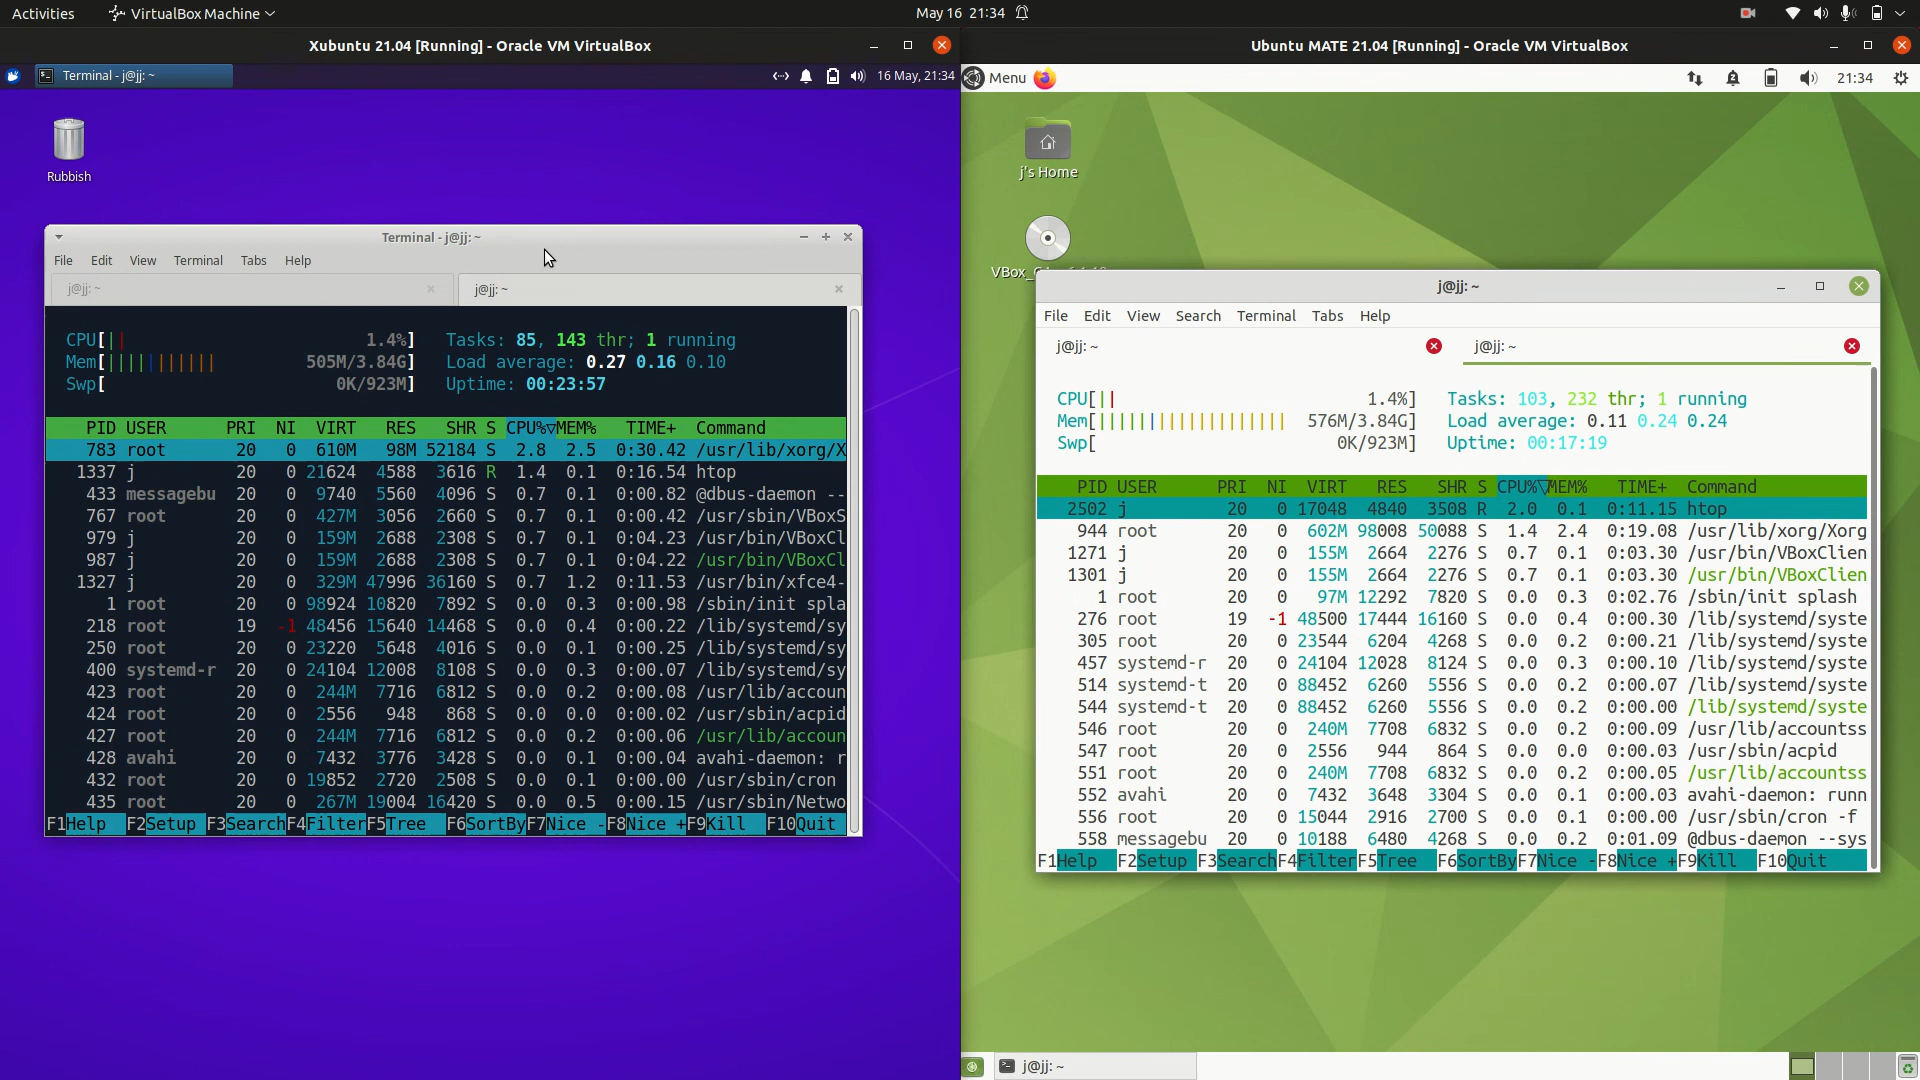 Activities VirtualBox Machine May 16 21:34
Xubuntu 21.04 [Running] - Oracle VM VirtualBox
Terminal - j@jj: ~ 16 May, 21:34
Rubbish
Terminal - j@jj: ~
File Edit View Terminal Tabs Help
j@jj: ~ j@jj: ~
CPU[|| 1.4%] Tasks: 85, 143 thr; 1 running
Mem[||||||||||| 505M/3.84G] Load average: 0.27 0.16 0.10
Swp[ 0K/923M] Uptime: 00:23:57
PID USER PRI NI VIRT RES SHR S CPU%▽MEM% TIME+ Command
783 root 20 0 610M 98M 52184 S 2.8 2.5 0:30.42 /usr/lib/xorg/X
1337 j 20 0 21624 4588 3616 R 1.4 0.1 0:16.54 htop
433 messagebu 20 0 9740 5560 4096 S 0.7 0.1 0:00.82 @dbus-daemon --
767 root 20 0 427M 3056 2660 S 0.7 0.1 0:00.42 /usr/sbin/VBoxS
979 j 20 0 159M 2688 2308 S 0.7 0.1 0:04.23 /usr/bin/VBoxCl
987 j 20 0 159M 2688 2308 S 0.7 0.1 0:04.22 /usr/bin/VBoxCl
1327 j 20 0 329M 47996 36160 S 0.7 1.2 0:11.53 /usr/bin/xfce4-
1 root 20 0 98924 10820 7892 S 0.0 0.3 0:00.98 /sbin/init spla
218 root 19 -1 48456 15640 14468 S 0.0 0.4 0:00.22 /lib/systemd/sy
250 root 20 0 23220 5648 4016 S 0.0 0.1 0:00.25 /lib/systemd/sy
400 systemd-r 20 0 24104 12008 8108 S 0.0 0.3 0:00.07 /lib/systemd/sy
423 root 20 0 244M 7716 6812 S 0.0 0.2 0:00.08 /usr/lib/accoun
424 root 20 0 2556 948 868 S 0.0 0.0 0:00.02 /usr/sbin/acpid
427 root 20 0 244M 7716 6812 S 0.0 0.2 0:00.06 /usr/lib/accoun
428 avahi 20 0 7432 3776 3428 S 0.0 0.1 0:00.04 avahi-daemon: r
432 root 20 0 19852 2720 2508 S 0.0 0.1 0:00.00 /usr/sbin/cron
435 root 20 0 267M 19004 16420 S 0.0 0.5 0:00.15 /usr/sbin/Netwo
F1Help F2Setup F3SearchF4FilterF5Tree F6SortByF7Nice -F8Nice +F9Kill F10Quit
Ubuntu MATE 21.04 [Running] - Oracle VM VirtualBox
Menu 21:34
j's Home
VBox_
j@jj: ~
File Edit View Search Terminal Tabs Help
j@jj: ~ j@jj: ~
CPU[|| 1.4%] Tasks: 103, 232 thr; 1 running
Mem[||||||||||||||||||| 576M/3.84G] Load average: 0.11 0.24 0.24
Swp[ 0K/923M] Uptime: 00:17:19
PID USER PRI NI VIRT RES SHR S CPU%▽MEM% TIME+ Command
2502 j 20 0 17048 4840 3508 R 2.0 0.1 0:11.15 htop
944 root 20 0 602M 98008 50088 S 1.4 2.4 0:19.08 /usr/lib/xorg/Xorg
1271 j 20 0 155M 2664 2276 S 0.7 0.1 0:03.30 /usr/bin/VBoxClien
1301 j 20 0 155M 2664 2276 S 0.7 0.1 0:03.30 /usr/bin/VBoxClien
1 root 20 0 97M 12292 7820 S 0.0 0.3 0:02.76 /sbin/init splash
276 root 19 -1 48500 17444 16160 S 0.0 0.4 0:00.30 /lib/systemd/syste
305 root 20 0 23544 6204 4268 S 0.0 0.2 0:00.21 /lib/systemd/syste
457 systemd-r 20 0 24104 12028 8124 S 0.0 0.3 0:00.10 /lib/systemd/syste
514 systemd-t 20 0 88452 6260 5556 S 0.0 0.2 0:00.07 /lib/systemd/syste
544 systemd-t 20 0 88452 6260 5556 S 0.0 0.2 0:00.00 /lib/systemd/syste
546 root 20 0 240M 7708 6832 S 0.0 0.2 0:00.09 /usr/lib/accountss
547 root 20 0 2556 944 864 S 0.0 0.0 0:00.03 /usr/sbin/acpid
551 root 20 0 240M 7708 6832 S 0.0 0.2 0:00.05 /usr/lib/accountss
552 avahi 20 0 7432 3648 3304 S 0.0 0.1 0:00.03 avahi-daemon: runn
556 root 20 0 15044 2916 2700 S 0.0 0.1 0:00.00 /usr/sbin/cron -f
558 messagebu 20 0 10188 6480 4268 S 0.0 0.2 0:01.09 @dbus-daemon --sys
F1Help F2Setup F3SearchF4FilterF5Tree F6SortByF7Nice -F8Nice +F9Kill F10Quit
j@jj: ~